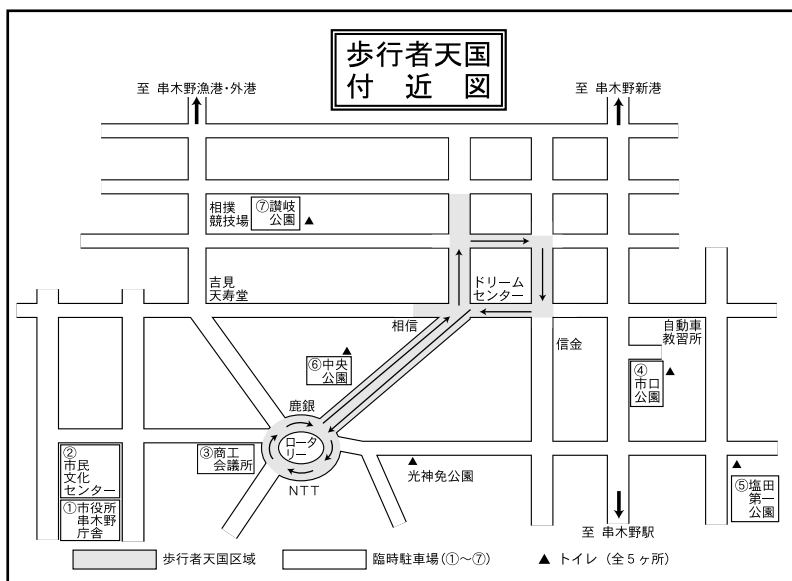 歩行者天国
付近図
至 串木野漁港・外港
至 串木野新港
相撲
競技場
⑦讃岐
公園
▲
吉見
天寿堂
ドリーム
センター
相信
信金
自動車
教習所
▲
⑥中央
公園
④
市口
公園
▲
鹿銀
ロータ
リー
③商工
会議所
NTT
②
市民
文化
センター
①市役所
串木野
庁舎
▲
光神免公園
▲
⑤塩田
第一
公園
至 串木野駅
歩行者天国区域
臨時駐車場(①〜⑦)
▲ トイレ(全5ヶ所)